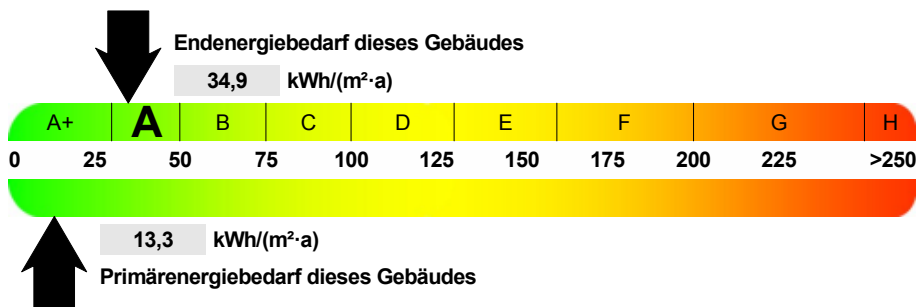 Endenergiebedarf dieses Gebäudes
34,9 kWh/(m²·a)
A+ A B C D E F G H
0 25 50 75 100 125 150 175 200 225 >250
13,3 kWh/(m²·a)
Primärenergiebedarf dieses Gebäudes